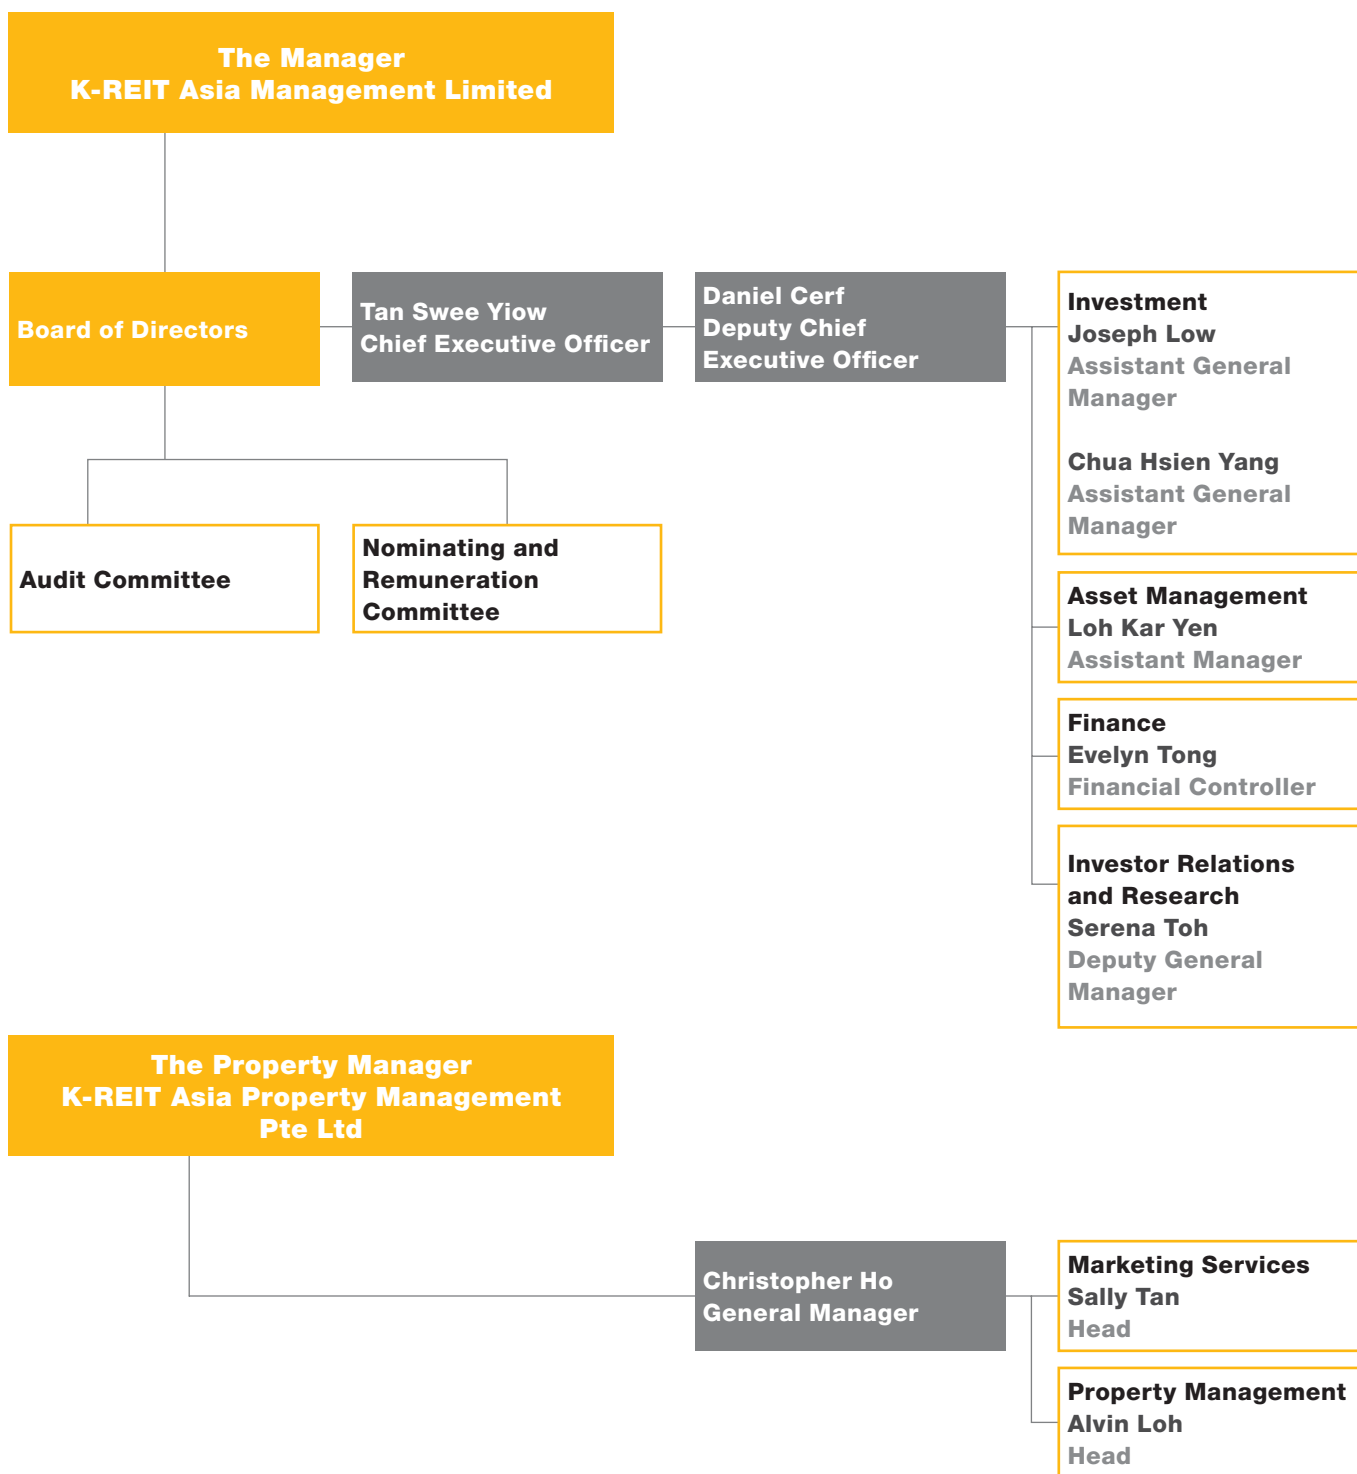 The Manager
K-REIT Asia Management Limited
Board of Directors
Tan Swee Yiow
Chief Executive Officer
Daniel Cerf
Deputy Chief
Executive Officer
Investment
Joseph Low
Assistant General
Manager
Chua Hsien Yang
Assistant General
Manager
Audit Committee
Nominating and
Remuneration
Committee
Asset Management
Loh Kar Yen
Assistant Manager
Finance
Evelyn Tong
Financial Controller
Investor Relations
and Research
Serena Toh
Deputy General
Manager
The Property Manager
K-REIT Asia Property Management
Pte Ltd
Christopher Ho
General Manager
Marketing Services
Sally Tan
Head
Property Management
Alvin Loh
Head